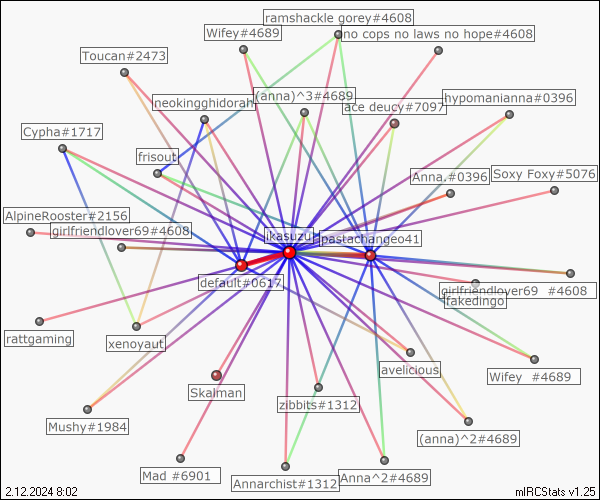 ramshackle gorey#4608
Wifey#4689
no cops no laws no hope#4608
Toucan#2473
(anna)^3#4689
neokingghidorah
hypomanianna#0396
ace deucy#7097
Cypha#1717
frisout
Anna.#0396
Soxy Foxy#5076
AlpineRooster#2156
girlfriendlover69#4608
ikasuzu
pastachangeo41
default#0617
girlfriendlover69 #4608
fakedingo
rattgaming
xenoyaut
avelicious
Wifey #4689
Skalman
zibbits#1312
Mushy#1984
(anna)^2#4689
Mad #6901
Annarchist#1312
Anna^2#4689
2.12.2024 8:02
mIRCStats v1.25